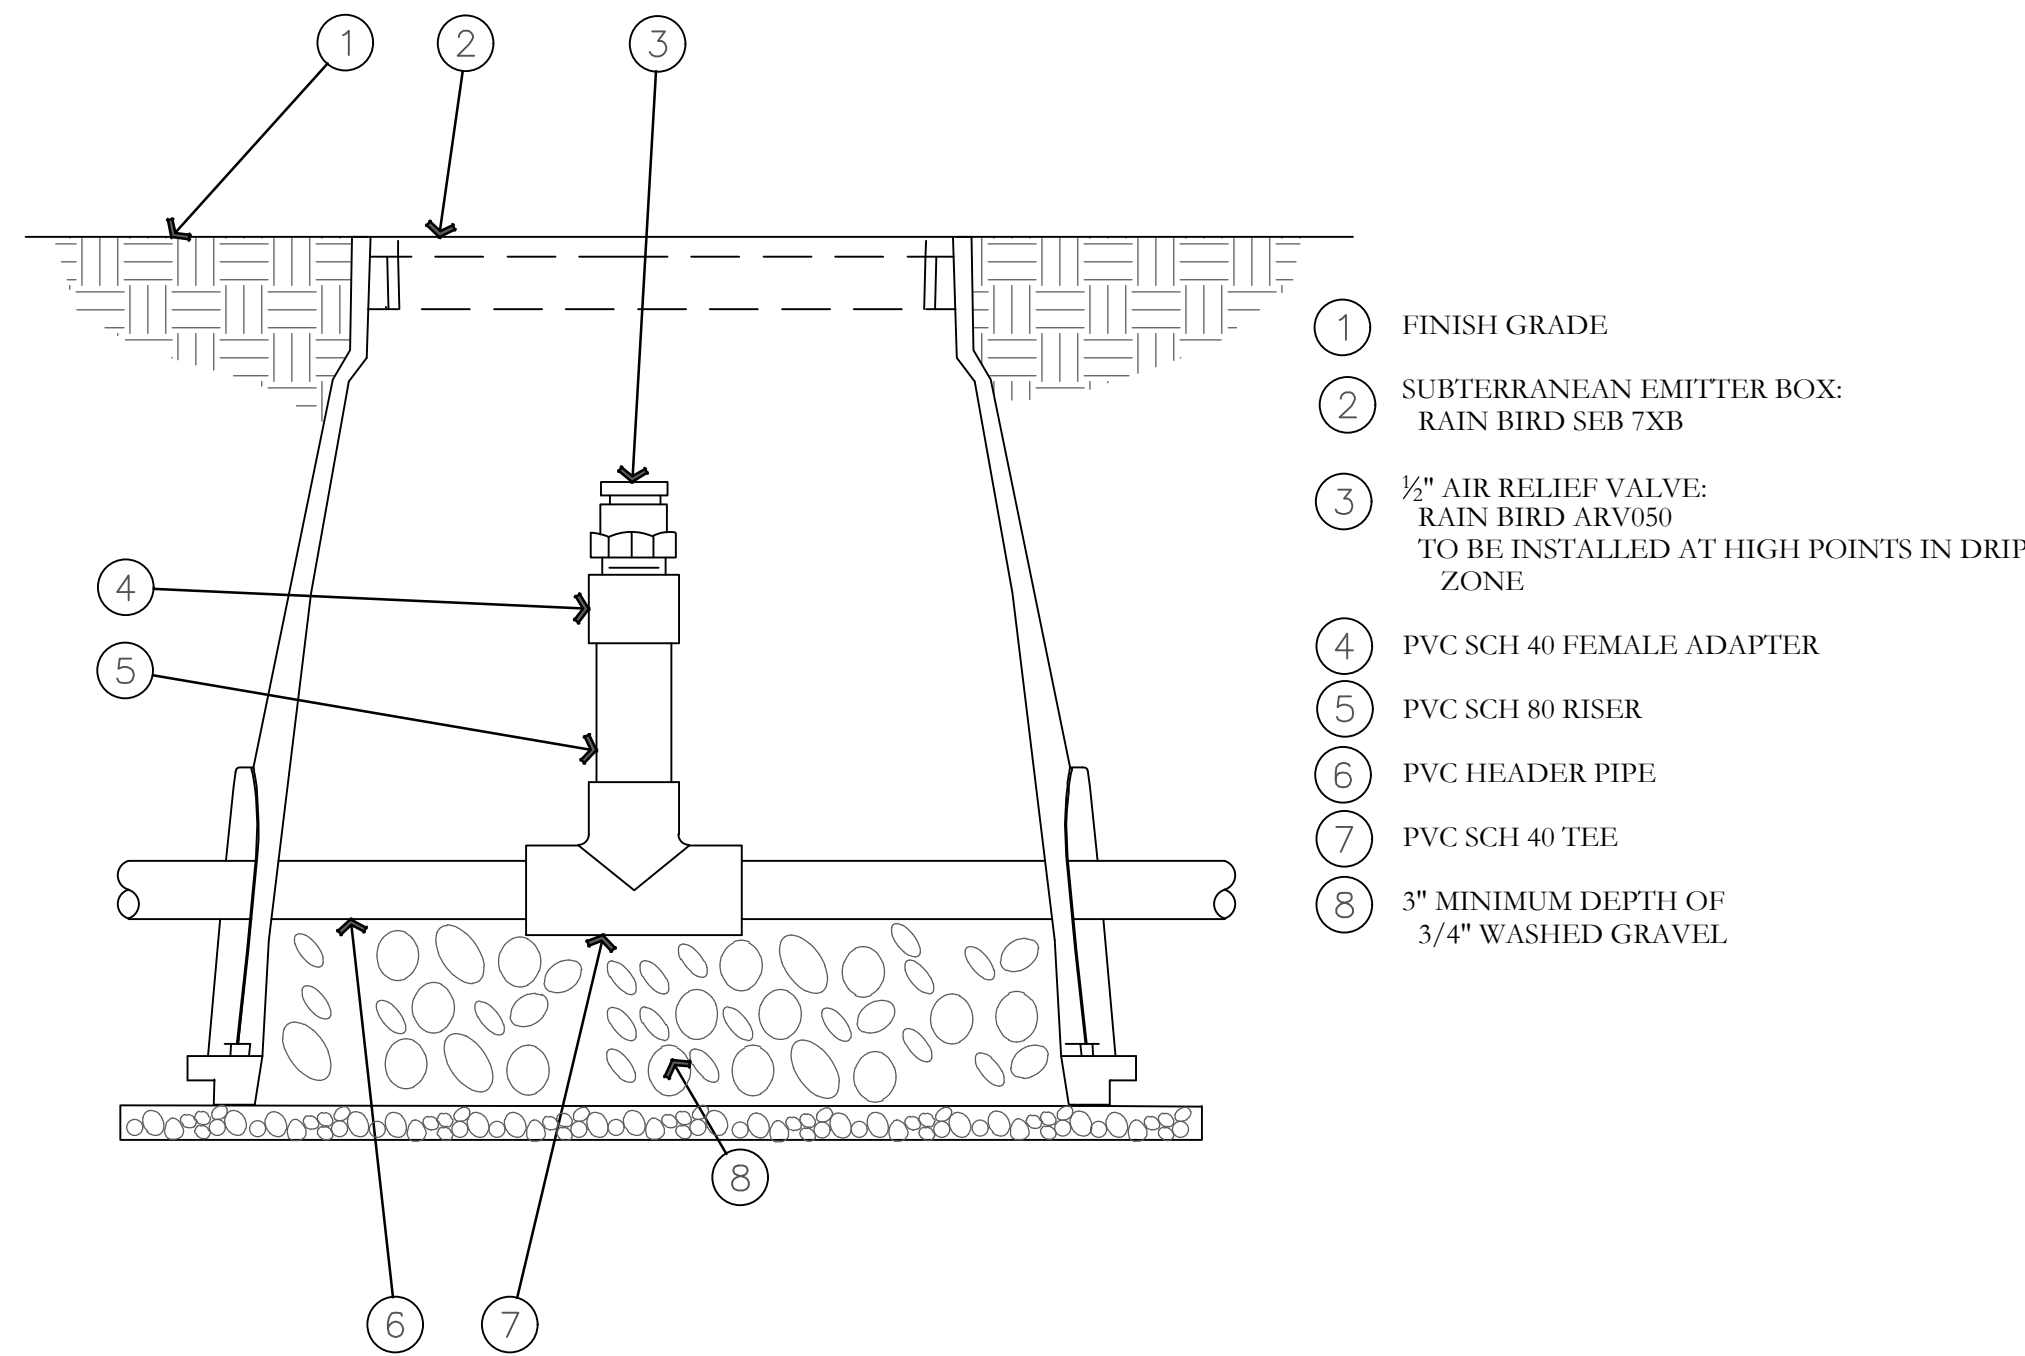 1
2
3
4
5
6
7
8
1 FINISH GRADE
2 SUBTERRANEAN EMITTER BOX:
RAIN BIRD SEB 7XB
3 ½" AIR RELIEF VALVE:
RAIN BIRD ARV050
TO BE INSTALLED AT HIGH POINTS IN DRIP
ZONE
4 PVC SCH 40 FEMALE ADAPTER
5 PVC SCH 80 RISER
6 PVC HEADER PIPE
7 PVC SCH 40 TEE
8 3" MINIMUM DEPTH OF
3/4" WASHED GRAVEL